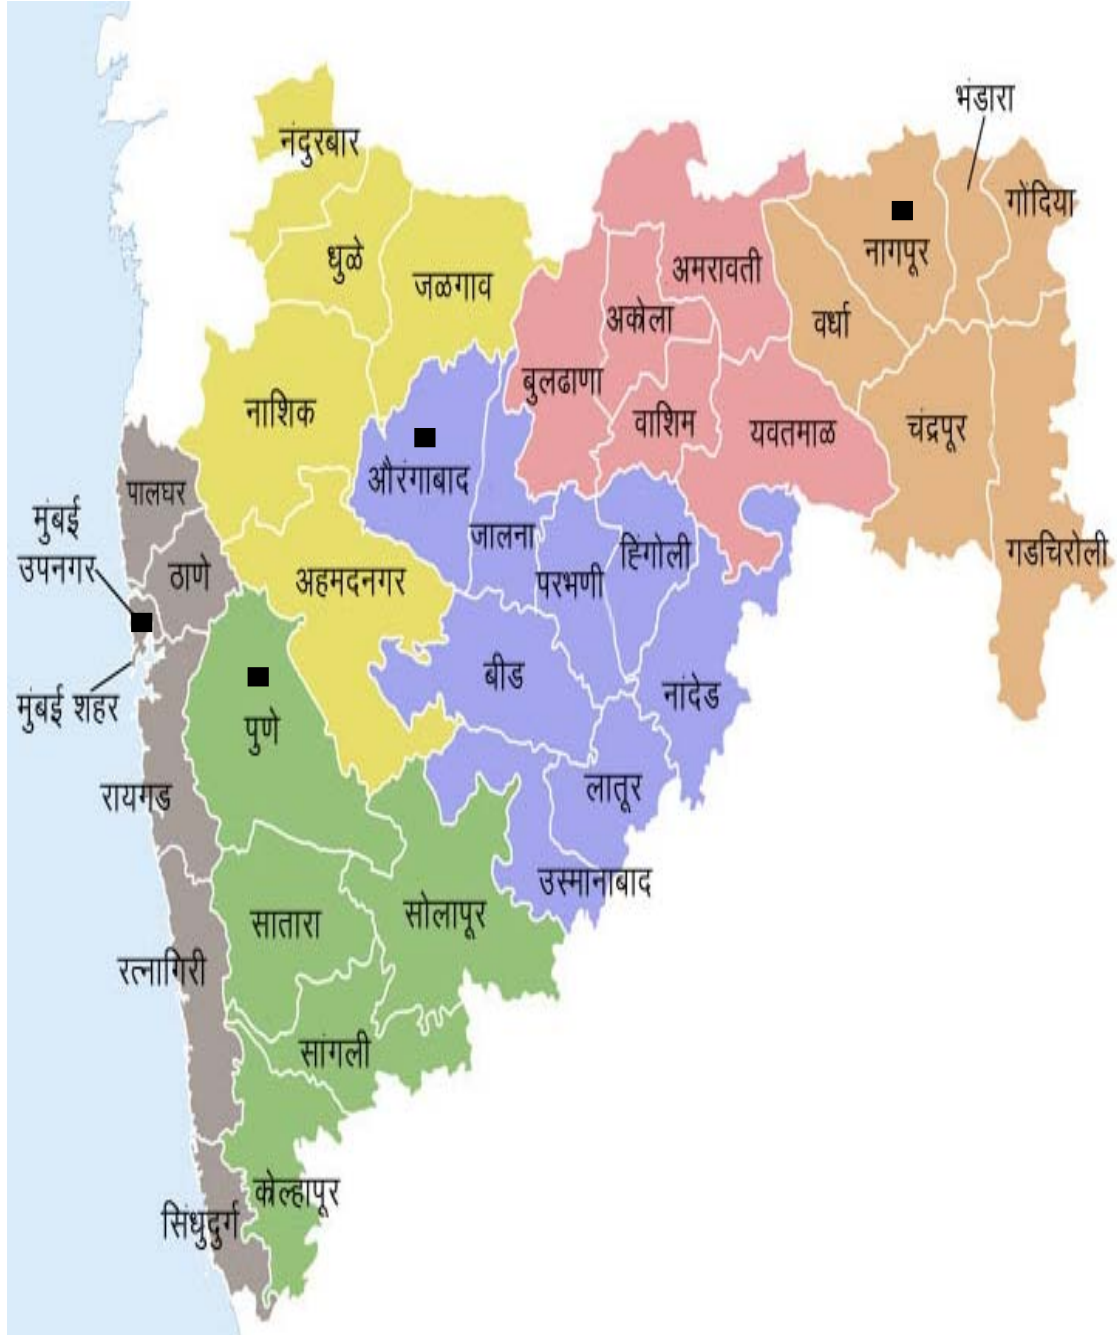 भंडारा
नंदुरबार
गोंदिया
धुळे
जळगाव
अमरावती
नागपूर
अकोला
वर्धा
बुलढाणा
नाशिक
वाशिम
यवतमाळ
चंद्रपूर
औरंगाबाद
पालघर
मुंबई
उपनगर
जालना
हिंगोली
गडचिरोली
ठाणे
अहमदनगर
परभणी
बीड
नांदेड
मुंबई शहर
पुणे
रायगड
लातूर
उस्मानाबाद
सातारा
सोलापूर
रत्नागिरी
सांगली
कोल्हापूर
सिंधुदुर्ग